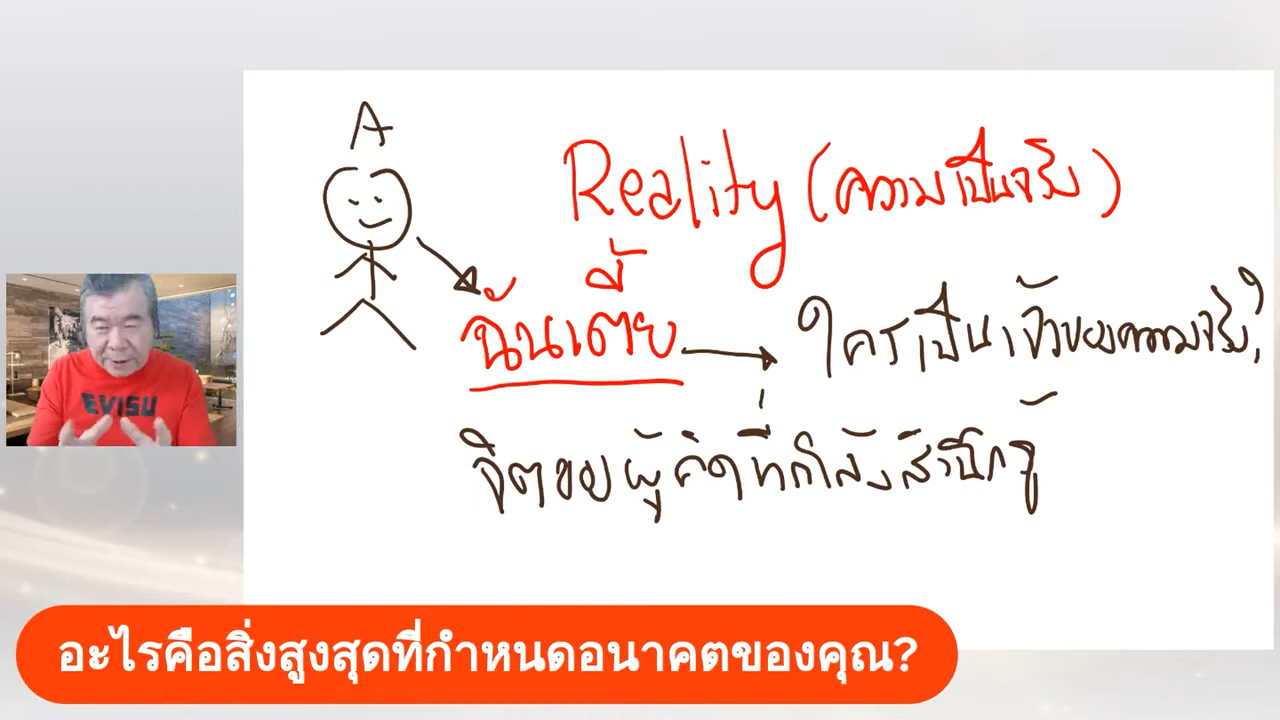 A
Reality (ความเป็นจริง)
นี้
ฉันเตี้ย
ใครเป็นเจ้าของความจริง?
จิตของผู้คิดที่กำลังสำนึกรู้
EVISU
อะไรคือสิ่งสูงสุดที่กำหนดอนาคตของคุณ?